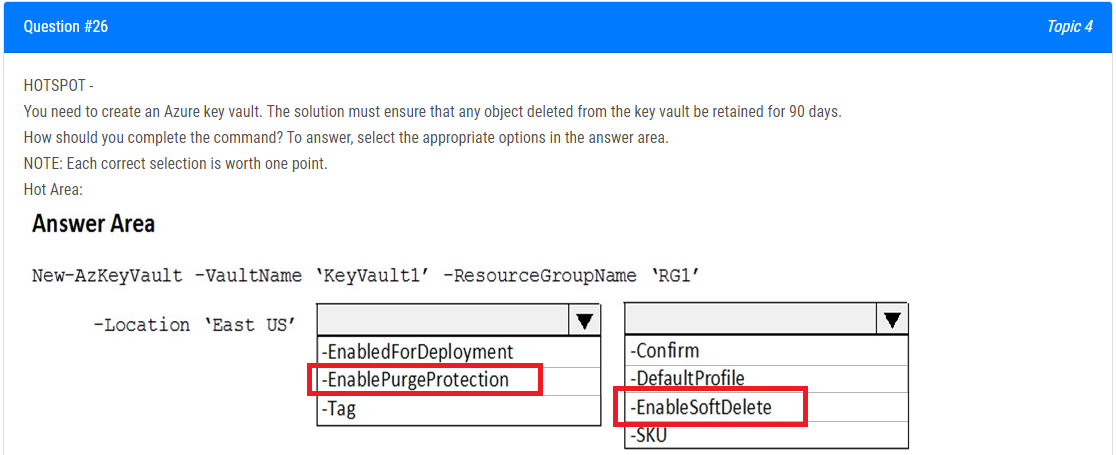 Question #26
Topic 4
HOTSPOT -
You need to create an Azure key vault. The solution must ensure that any object deleted from the key vault be retained for 90 days.
How should you complete the command? To answer, select the appropriate options in the answer area.
NOTE: Each correct selection is worth one point.
Hot Area:
Answer Area
New-AzKeyVault -VaultName ‘KeyVault1’ -ResourceGroupName ‘RG1’
-Location ‘East US’
-EnabledForDeployment
-EnablePurgeProtection
-Tag
-Confirm
-DefaultProfile
-EnableSoftDelete
-SKU